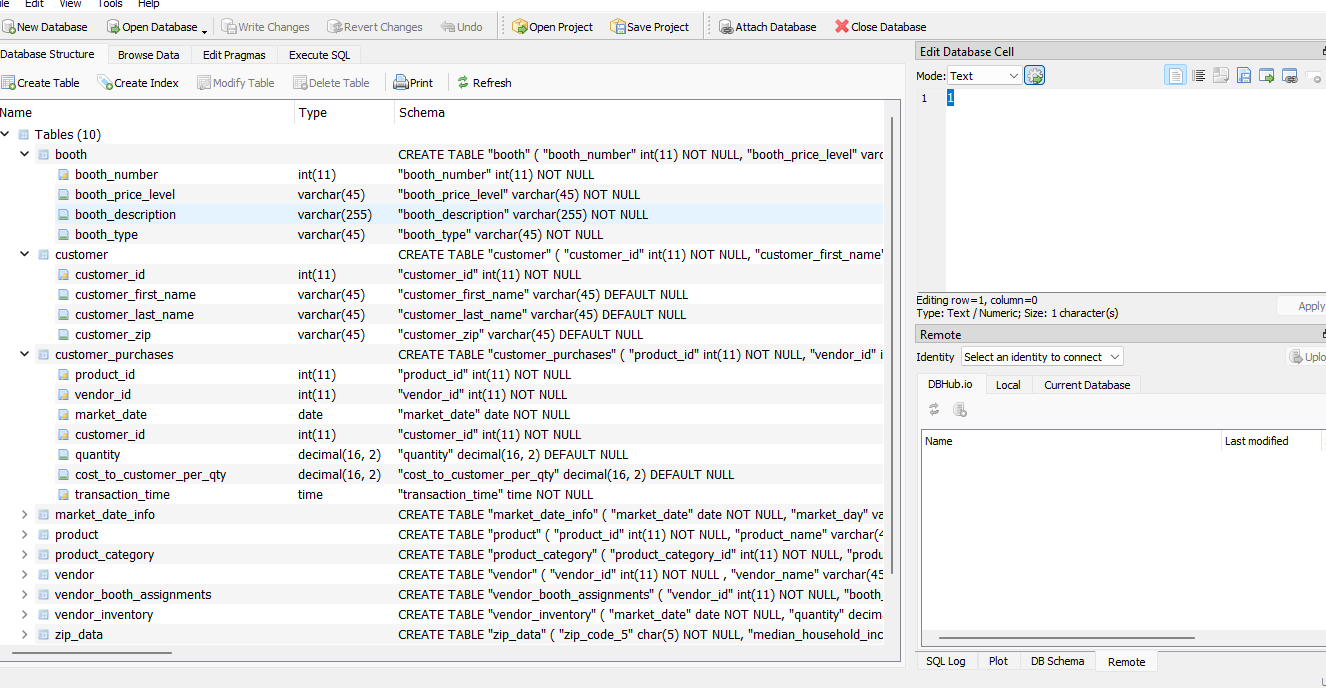 ile Edit View Tools Help
New Database Open Database Write Changes Revert Changes Undo Open Project Save Project Attach Database Close Database
Database Structure Browse Data Edit Pragmas Execute SQL
Create Table Create Index Modify Table Delete Table Print Refresh
Name Type Schema
Tables (10)
booth CREATE TABLE "booth" ( "booth_number" int(11) NOT NULL, "booth_price_level" varc
booth_number int(11) "booth_number" int(11) NOT NULL
booth_price_level varchar(45) "booth_price_level" varchar(45) NOT NULL
booth_description varchar(255) "booth_description" varchar(255) NOT NULL
booth_type varchar(45) "booth_type" varchar(45) NOT NULL
customer CREATE TABLE "customer" ( "customer_id" int(11) NOT NULL, "customer_first_name"
customer_id int(11) "customer_id" int(11) NOT NULL
customer_first_name varchar(45) "customer_first_name" varchar(45) DEFAULT NULL
customer_last_name varchar(45) "customer_last_name" varchar(45) DEFAULT NULL
customer_zip varchar(45) "customer_zip" varchar(45) DEFAULT NULL
customer_purchases CREATE TABLE "customer_purchases" ( "product_id" int(11) NOT NULL, "vendor_id" i
product_id int(11) "product_id" int(11) NOT NULL
vendor_id int(11) "vendor_id" int(11) NOT NULL
market_date date "market_date" date NOT NULL
customer_id int(11) "customer_id" int(11) NOT NULL
quantity decimal(16, 2) "quantity" decimal(16, 2) DEFAULT NULL
cost_to_customer_per_qty decimal(16, 2) "cost_to_customer_per_qty" decimal(16, 2) DEFAULT NULL
transaction_time time "transaction_time" time NOT NULL
market_date_info CREATE TABLE "market_date_info" ( "market_date" date NOT NULL, "market_day" va
product CREATE TABLE "product" ( "product_id" int(11) NOT NULL, "product_name" varchar(4
product_category CREATE TABLE "product_category" ( "product_category_id" int(11) NOT NULL, "produ
vendor CREATE TABLE "vendor" ( "vendor_id" int(11) NOT NULL , "vendor_name" varchar(45
vendor_booth_assignments CREATE TABLE "vendor_booth_assignments" ( "vendor_id" int(11) NOT NULL, "booth_
vendor_inventory CREATE TABLE "vendor_inventory" ( "market_date" date NOT NULL, "quantity" decima
zip_data CREATE TABLE "zip_data" ( "zip_code_5" char(5) NOT NULL, "median_household_inc
Edit Database Cell
Mode: Text
1 1
Editing row=1, column=0
Type: Text / Numeric; Size: 1 character(s)
Apply
Remote
Identity Select an identity to connect Uplo
DBHub.io Local Current Database
Name Last modified
SQL Log Plot DB Schema Remote